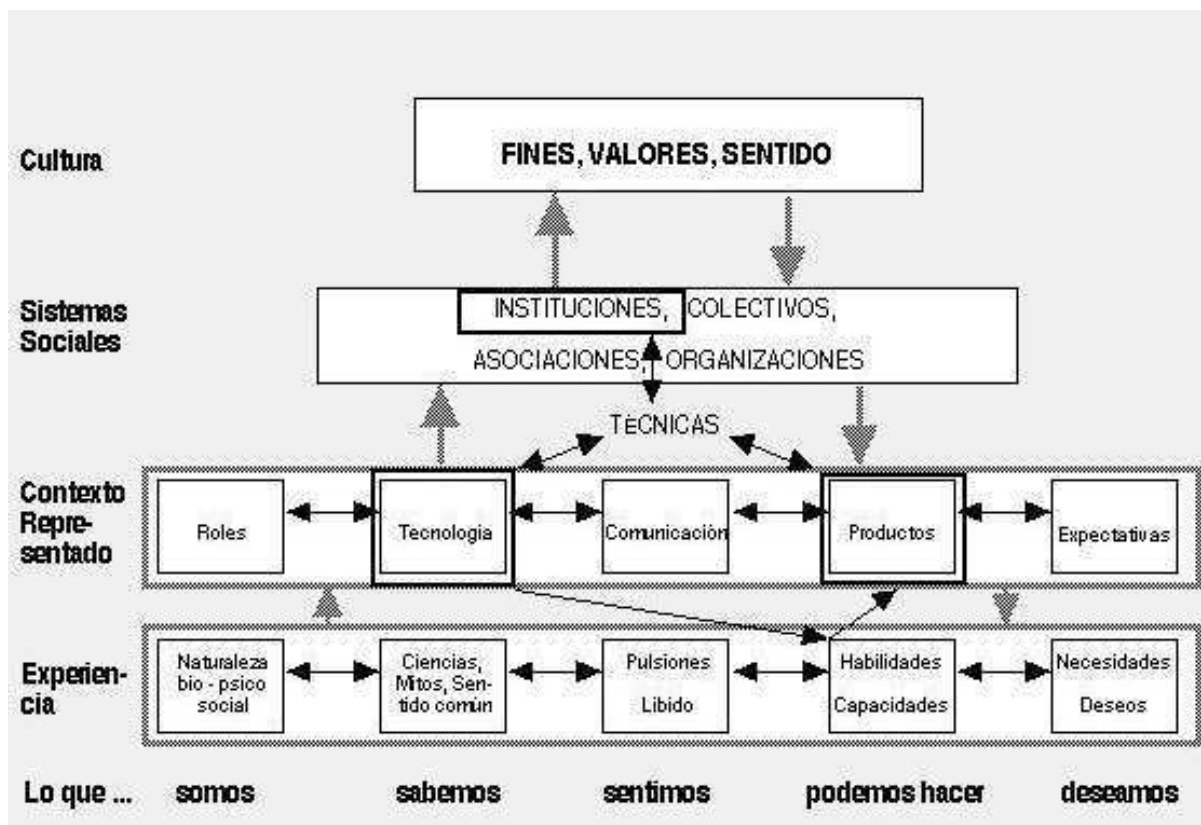 Cultura
FINES, VALORES, SENTIDO
Sistemas
Sociales
INSTITUCIONES, COLECTIVOS,
ASOCIACIONES, ORGANIZACIONES
TÉCNICAS
Contexto
Repre-
sentado
Roles
Tecnología
Comunicación
Productos
Expectativas
Experien-
cia
Naturaleza
bio - psico
social
Ciencias,
Mitos, Sen-
tido común
Pulsiones
Libido
Habilidades
Capacidades
Necesidades
Deseos
Lo que ... somos sabemos sentimos podemos hacer deseamos